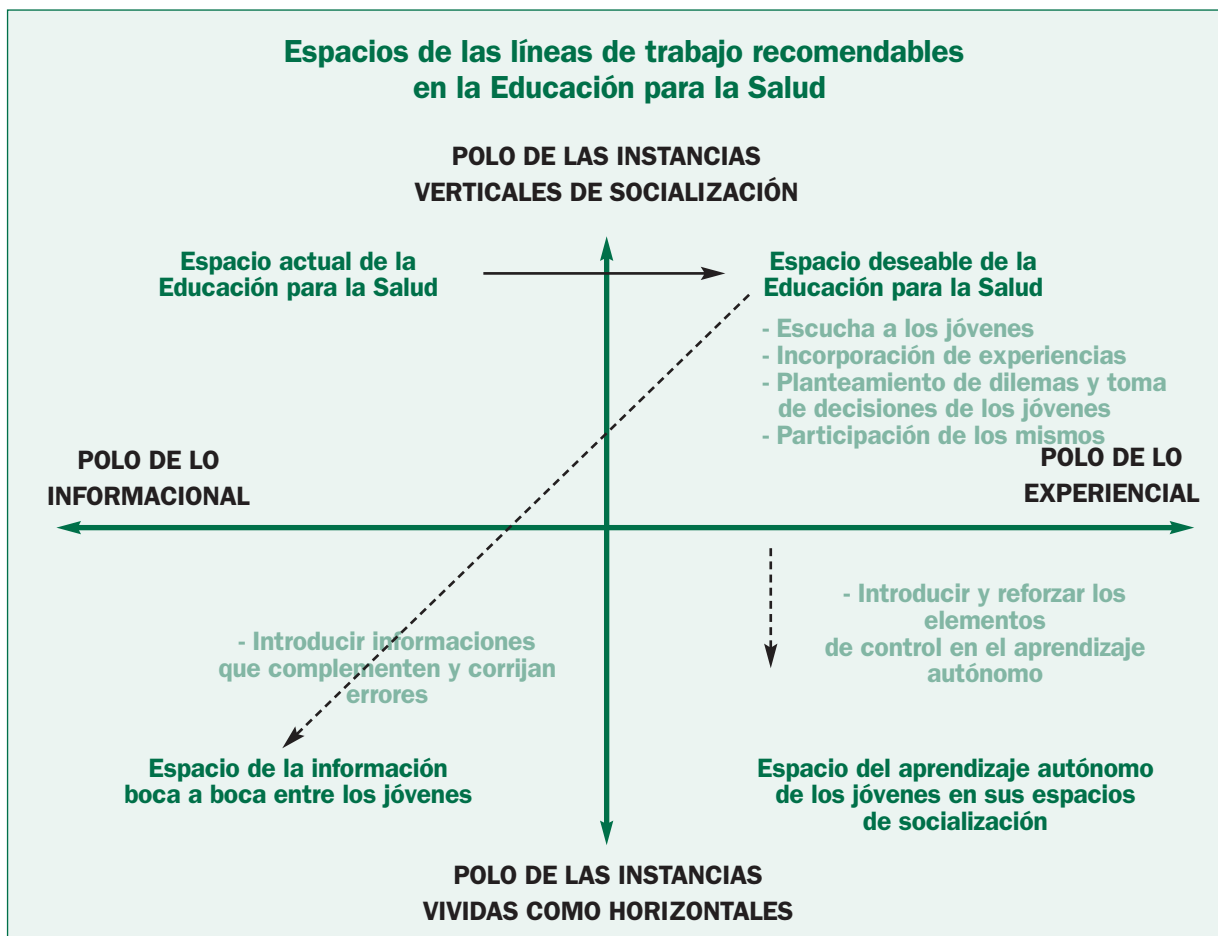 Espacios de las líneas de trabajo recomendables
en la Educación para la Salud
POLO DE LAS INSTANCIAS
VERTICALES DE SOCIALIZACIÓN
Espacio actual de la
Educación para la Salud
Espacio deseable de la
Educación para la Salud
- Escucha a los jóvenes
- Incorporación de experiencias
- Planteamiento de dilemas y toma
de decisiones de los jóvenes
- Participación de los mismos
POLO DE LO
INFORMACIONAL
POLO DE LO
EXPERIENCIAL
- Introducir informaciones
que complementen y corrijan
errores
- Introducir y reforzar los
elementos
de control en el aprendizaje
autónomo
Espacio de la información
boca a boca entre los jóvenes
Espacio del aprendizaje autónomo
de los jóvenes en sus espacios
de socialización
POLO DE LAS INSTANCIAS
VIVIDAS COMO HORIZONTALES